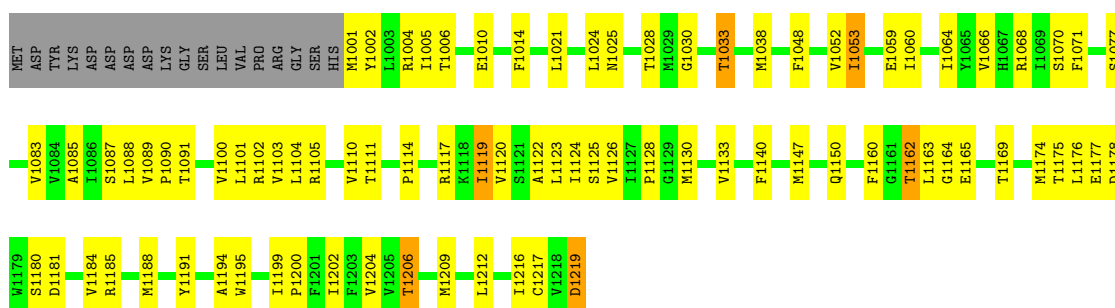 MET ASP TYR LYS ASP ASP ASP ASP LYS GLY SER LEU VAL PRO ARG GLY SER HIS M1001 Y1002 L1003 R1004 I1005 T1006 E1010 F1014 L1021 L1024 N1025 T1028 M1029 G1030 T1033 M1038 F1048 V1052 I1053 E1059 I1060 I1064 Y1065 V1066 H1067 R1068 I1069 S1070 F1071 S1077
V1083 V1084 A1085 I1086 S1087 L1088 V1089 P1090 T1091 V1100 L1101 R1102 V1103 L1104 R1105 V1110 T1111 P1114 R1117 K1118 I1119 V1120 S1121 A1122 L1123 I1124 S1125 V1126 I1127 P1128 G1129 M1130 V1133 F1140 M1147 Q1150 F1160 G1161 T1162 L1163 G1164 E1165 T1169 M1174 T1175 L1176 E1177 D1178
W1179 S1180 D1181 V1184 R1185 M1188 Y1191 A1194 W1195 I1199 P1200 F1201 I1202 F1203 V1204 V1205 T1206 M1209 L1212 I1216 C1217 V1218 D1219